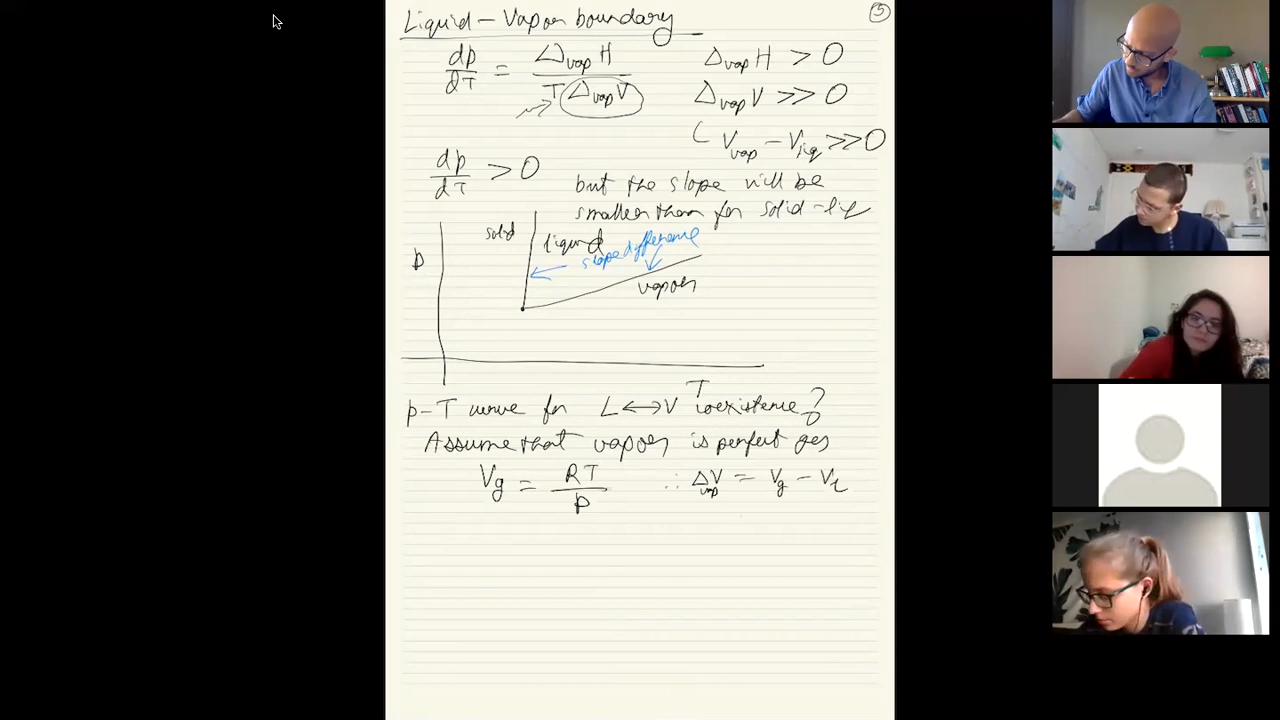 Liquid - Vapor boundary
5
dp/dT = Δvap H / T Δvap V
Δvap H > 0
Δvap V >> 0
( Vvap - Vliq >> 0
dp/dT > 0
but the slope will be
smaller than for solid-liq
solid
liquid
slope difference
p
vapor
T
p-T curve for L ↔ V coexistence?
Assume that vapor is perfect gas
Vg = RT/p ∴ ΔvapV = Vg - Vl